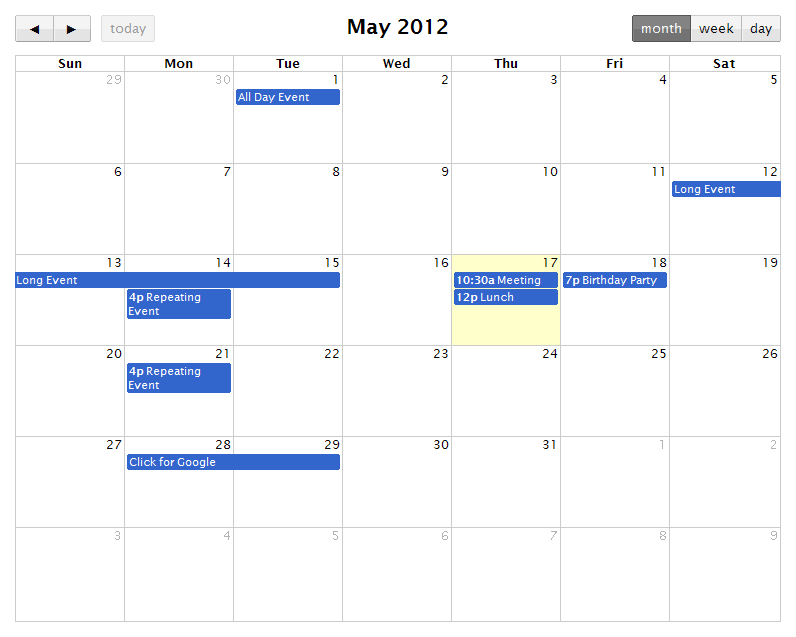 ◄ ► today May 2012 month week day
Sun Mon Tue Wed Thu Fri Sat
29 30 1 2 3 4 5
All Day Event
6 7 8 9 10 11 12
Long Event
13 14 15 16 17 18 19
Long Event 10:30a Meeting 7p Birthday Party
4p Repeating 12p Lunch
Event
20 21 22 23 24 25 26
4p Repeating
Event
27 28 29 30 31 1 2
Click for Google
3 4 5 6 7 8 9